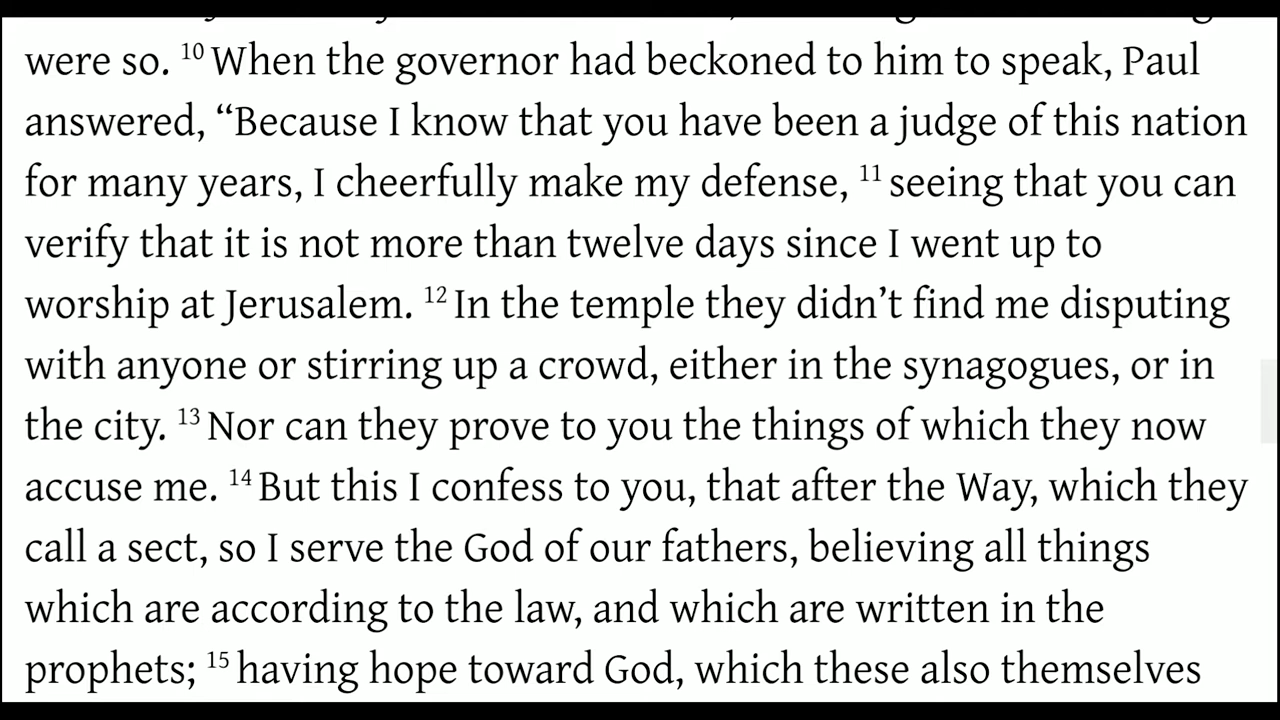 were so. 10 When the governor had beckoned to him to speak, Paul
answered, “Because I know that you have been a judge of this nation
for many years, I cheerfully make my defense, 11 seeing that you can
verify that it is not more than twelve days since I went up to
worship at Jerusalem. 12 In the temple they didn’t find me disputing
with anyone or stirring up a crowd, either in the synagogues, or in
the city. 13 Nor can they prove to you the things of which they now
accuse me. 14 But this I confess to you, that after the Way, which they
call a sect, so I serve the God of our fathers, believing all things
which are according to the law, and which are written in the
prophets; 15 having hope toward God, which these also themselves